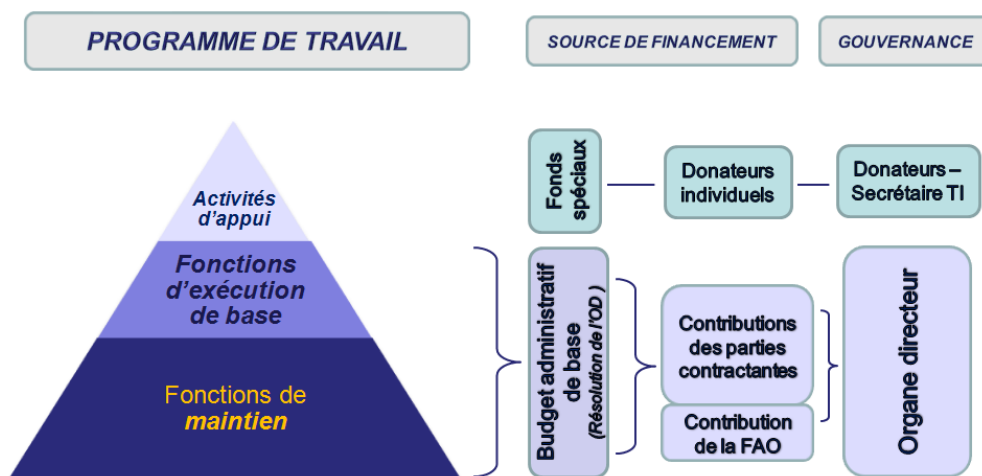 PROGRAMME DE TRAVAIL
SOURCE DE FINANCEMENT
GOUVERNANCE
Activités
d'appui
Fonds
spéciaux
Donateurs
individuels
Donateurs –
Secrétaire TI
Fonctions
d'exécution
de base
Fonctions de
maintien
Budget administratif
de base
(Résolution de l'OD )
Contributions
des parties
contractantes
Contribution
de la FAO
Organe directeur